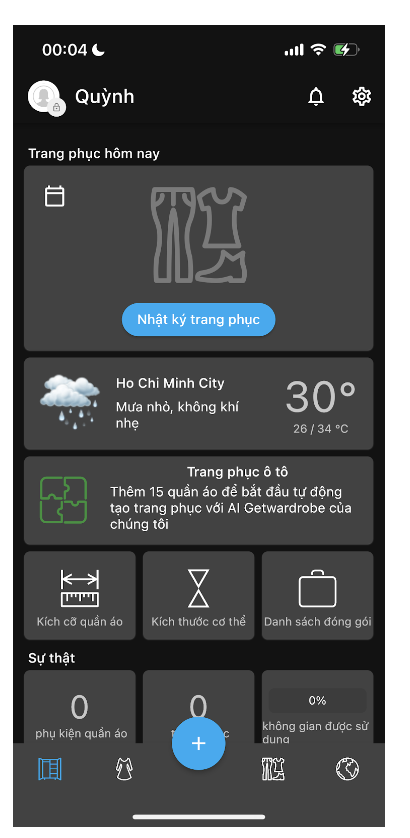 00:04
Quỳnh
Trang phục hôm nay
Nhật ký trang phục
Ho Chi Minh City
Mưa nhỏ, không khí
nhẹ
30°
26 / 34 °C
Trang phục ô tô
Thêm 15 quần áo để bắt đầu tự động
tạo trang phục với AI Getwardrobe của
chúng tôi
Kích cỡ quần áo
Kích thước cơ thể
Danh sách đóng gói
Sự thật
0
phụ kiện quần áo
0
0%
không gian được sử
dụng